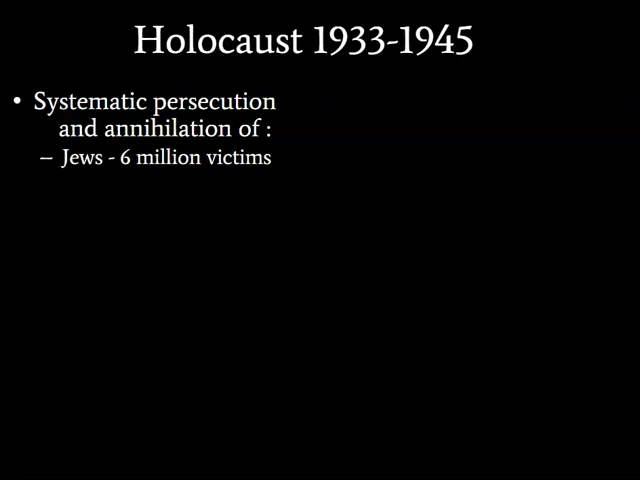 Holocaust 1933-1945
• Systematic persecution
and annihilation of :
– Jews - 6 million victims